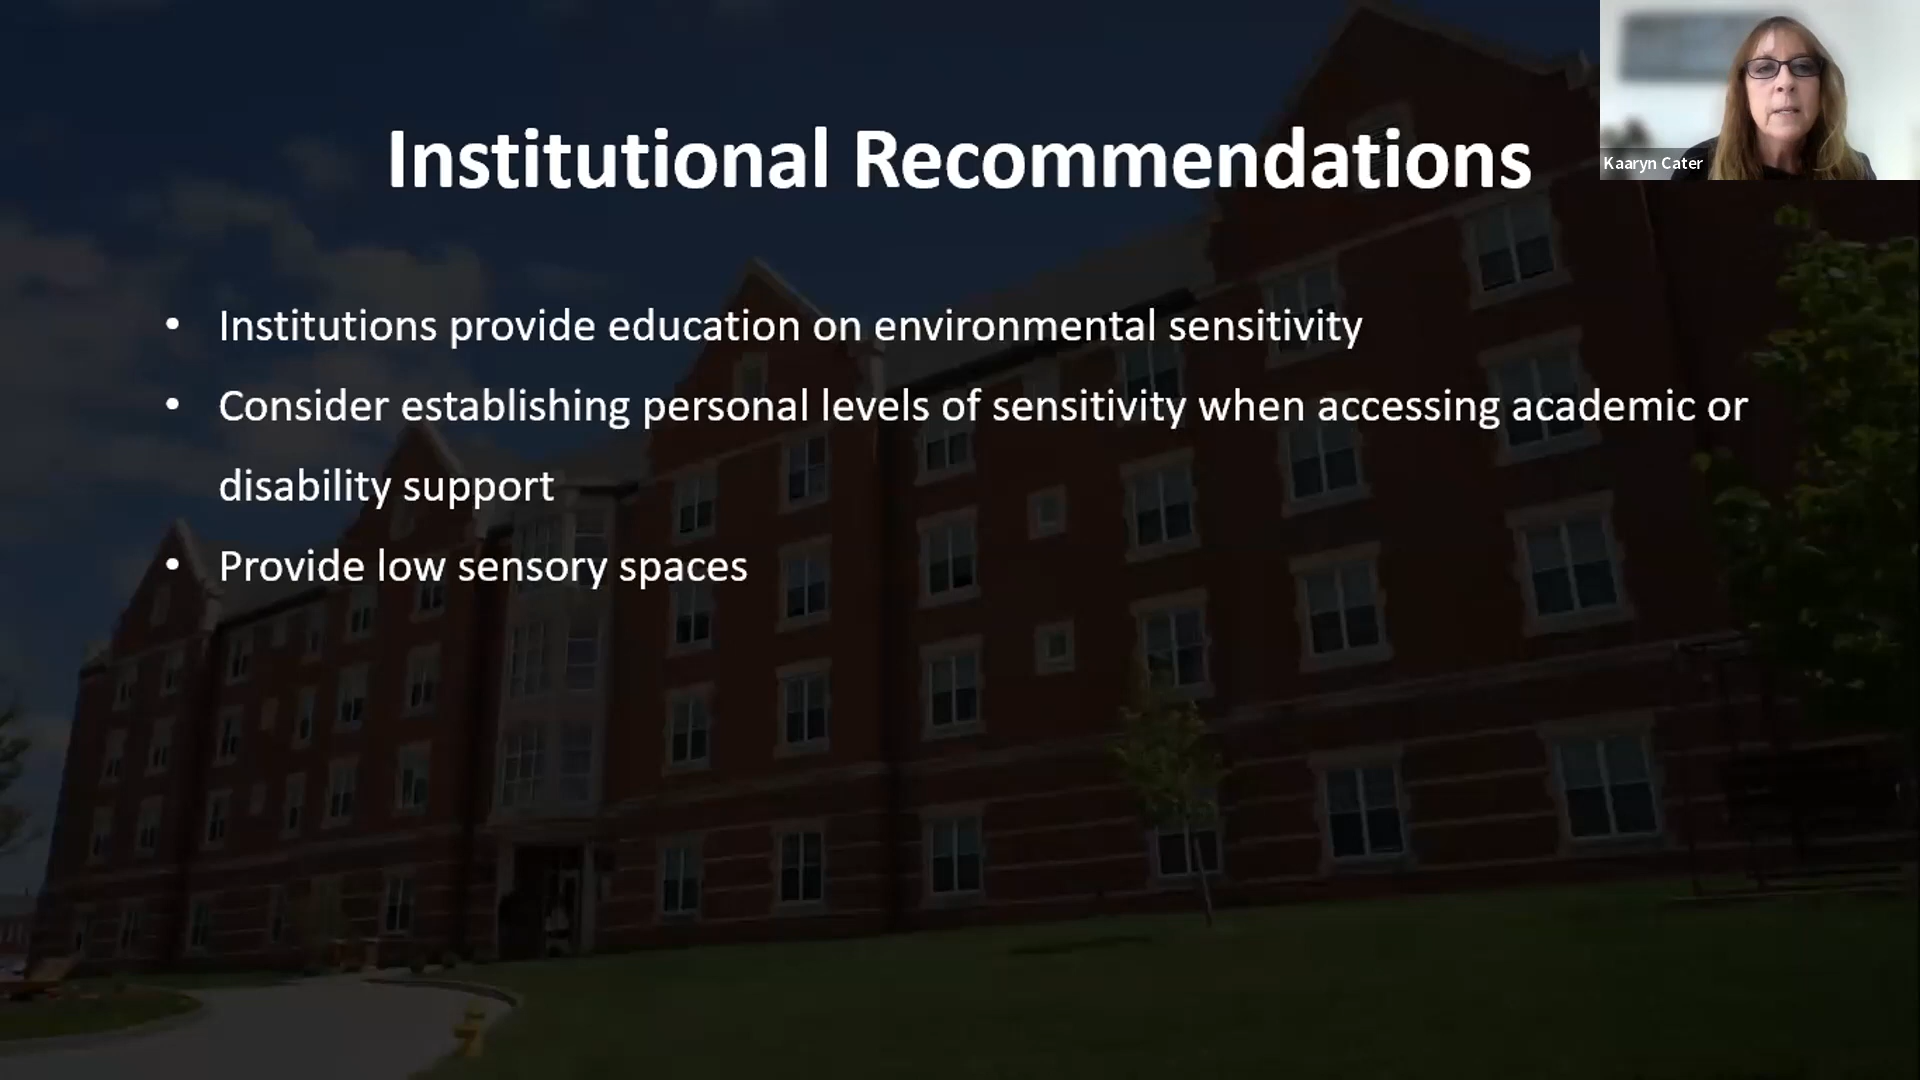 Institutional Recommendations
Kaaryn Cater
• Institutions provide education on environmental sensitivity
• Consider establishing personal levels of sensitivity when accessing academic or
disability support
• Provide low sensory spaces